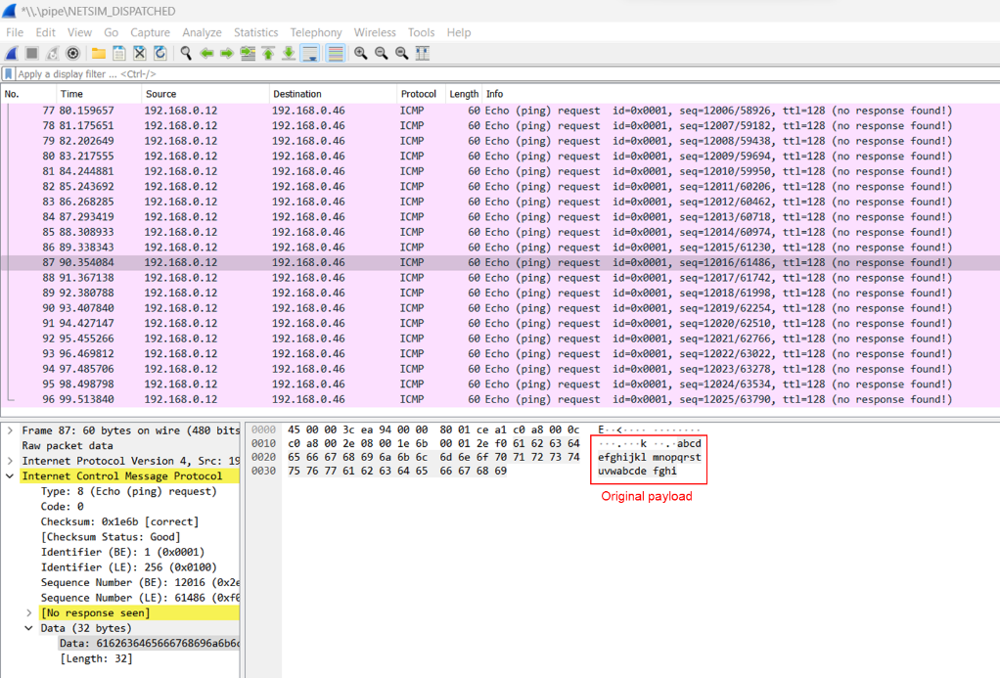 *\\.\pipe\NETSIM_DISPATCHED
File Edit View Go Capture Analyze Statistics Telephony Wireless Tools Help
Apply a display filter ... <Ctrl-/>
No. Time Source Destination Protocol Length Info
77 80.159657 192.168.0.12 192.168.0.46 ICMP 60 Echo (ping) request id=0x0001, seq=12006/58926, ttl=128 (no response found!)
78 81.175651 192.168.0.12 192.168.0.46 ICMP 60 Echo (ping) request id=0x0001, seq=12007/59182, ttl=128 (no response found!)
79 82.202649 192.168.0.12 192.168.0.46 ICMP 60 Echo (ping) request id=0x0001, seq=12008/59438, ttl=128 (no response found!)
80 83.217555 192.168.0.12 192.168.0.46 ICMP 60 Echo (ping) request id=0x0001, seq=12009/59694, ttl=128 (no response found!)
81 84.244881 192.168.0.12 192.168.0.46 ICMP 60 Echo (ping) request id=0x0001, seq=12010/59950, ttl=128 (no response found!)
82 85.243692 192.168.0.12 192.168.0.46 ICMP 60 Echo (ping) request id=0x0001, seq=12011/60206, ttl=128 (no response found!)
83 86.268285 192.168.0.12 192.168.0.46 ICMP 60 Echo (ping) request id=0x0001, seq=12012/60462, ttl=128 (no response found!)
84 87.293419 192.168.0.12 192.168.0.46 ICMP 60 Echo (ping) request id=0x0001, seq=12013/60718, ttl=128 (no response found!)
85 88.308933 192.168.0.12 192.168.0.46 ICMP 60 Echo (ping) request id=0x0001, seq=12014/60974, ttl=128 (no response found!)
86 89.338343 192.168.0.12 192.168.0.46 ICMP 60 Echo (ping) request id=0x0001, seq=12015/61230, ttl=128 (no response found!)
87 90.354084 192.168.0.12 192.168.0.46 ICMP 60 Echo (ping) request id=0x0001, seq=12016/61486, ttl=128 (no response found!)
88 91.367138 192.168.0.12 192.168.0.46 ICMP 60 Echo (ping) request id=0x0001, seq=12017/61742, ttl=128 (no response found!)
89 92.380788 192.168.0.12 192.168.0.46 ICMP 60 Echo (ping) request id=0x0001, seq=12018/61998, ttl=128 (no response found!)
90 93.407840 192.168.0.12 192.168.0.46 ICMP 60 Echo (ping) request id=0x0001, seq=12019/62254, ttl=128 (no response found!)
91 94.427147 192.168.0.12 192.168.0.46 ICMP 60 Echo (ping) request id=0x0001, seq=12020/62510, ttl=128 (no response found!)
92 95.455266 192.168.0.12 192.168.0.46 ICMP 60 Echo (ping) request id=0x0001, seq=12021/62766, ttl=128 (no response found!)
93 96.469812 192.168.0.12 192.168.0.46 ICMP 60 Echo (ping) request id=0x0001, seq=12022/63022, ttl=128 (no response found!)
94 97.485706 192.168.0.12 192.168.0.46 ICMP 60 Echo (ping) request id=0x0001, seq=12023/63278, ttl=128 (no response found!)
95 98.498798 192.168.0.12 192.168.0.46 ICMP 60 Echo (ping) request id=0x0001, seq=12024/63534, ttl=128 (no response found!)
96 99.513840 192.168.0.12 192.168.0.46 ICMP 60 Echo (ping) request id=0x0001, seq=12025/63790, ttl=128 (no response found!)
Frame 87: 60 bytes on wire (480 bits
Raw packet data
Internet Protocol Version 4, Src: 19
Internet Control Message Protocol
Type: 8 (Echo (ping) request)
Code: 0
Checksum: 0x1e6b [correct]
[Checksum Status: Good]
Identifier (BE): 1 (0x0001)
Identifier (LE): 256 (0x0100)
Sequence Number (BE): 12016 (0x2e
Sequence Number (LE): 61486 (0xf0
[No response seen]
Data (32 bytes)
Data: 6162636465666768696a6b6c
[Length: 32]
0000 45 00 00 3c ea 94 00 00 80 01 ce a1 c0 a8 00 0c E··<···· ········
0010 c0 a8 00 2e 08 00 1e 6b 00 01 2e f0 61 62 63 64 ···.···k ··.·abcd
0020 65 66 67 68 69 6a 6b 6c 6d 6e 6f 70 71 72 73 74 efghijkl mnopqrst
0030 75 76 77 61 62 63 64 65 66 67 68 69 uvwabcde fghi
Original payload